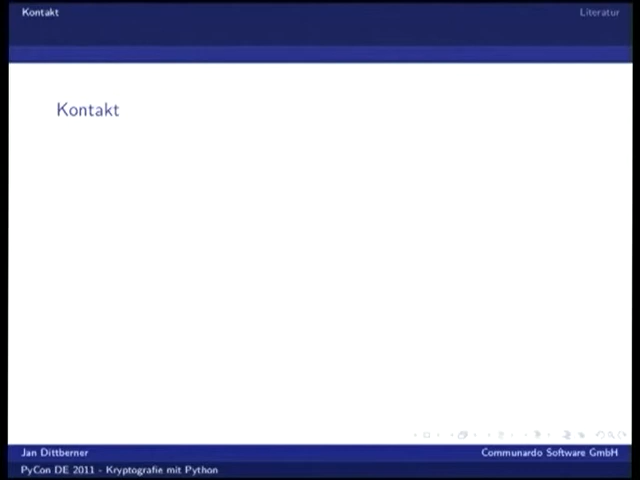 Kontakt
Literatur
Kontakt
Jan Dittberner
Communardo Software GmbH
PyCon DE 2011 - Kryptografie mit Python